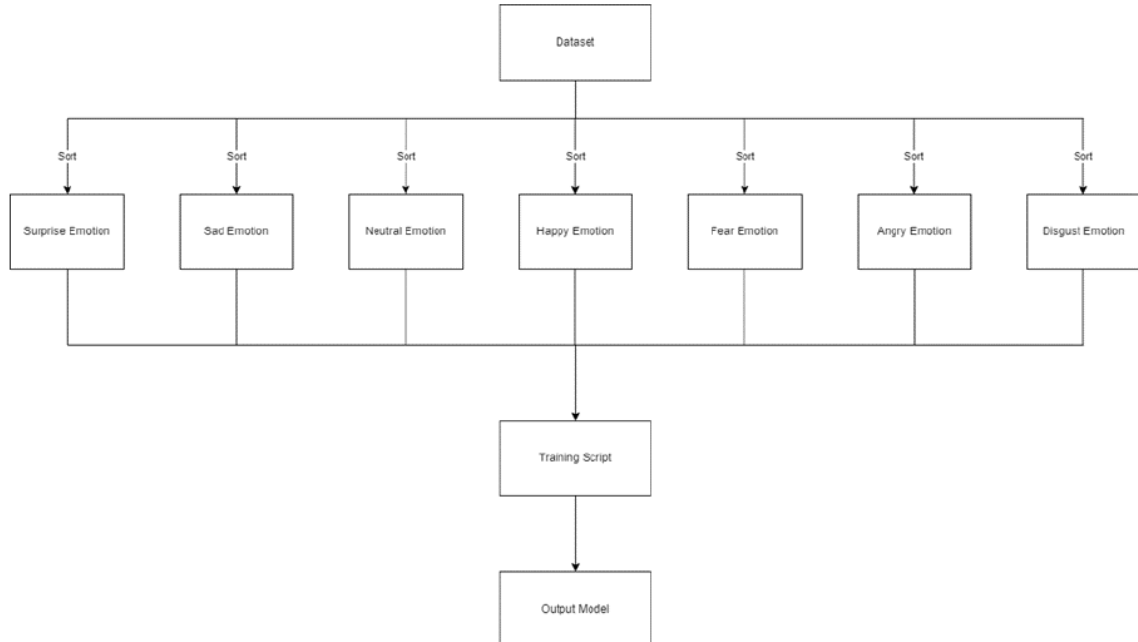 Dataset
Sort Sort Sort Sort Sort Sort Sort
Surprise Emotion Sad Emotion Neutral Emotion Happy Emotion Fear Emotion Angry Emotion Disgust Emotion
Training Script
Output Model